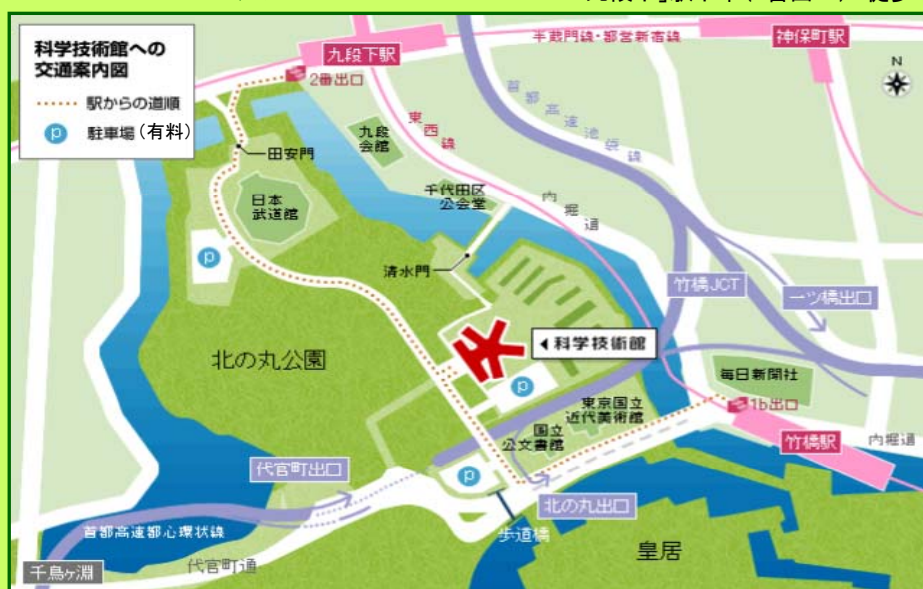 科学技術館への
交通案内図
駅からの道順
P 駐車場(有料)
九段下駅
半蔵門線・都営新宿線
神保町駅
N
2番出口
首都高速池袋線
東西線
九段
会館
田安門
千代田区
公会堂
内堀通
日本
武道館
P
清水門
竹橋JCT
一ツ橋出口
科学技術館
北の丸公園
P
毎日新聞社
東京国立
近代美術館
1b出口
国立
公文書館
竹橋駅
内堀通
代官町出口
P
北の丸出口
首都高速都心環状線
歩道橋
皇居
代官町通
千鳥ヶ淵